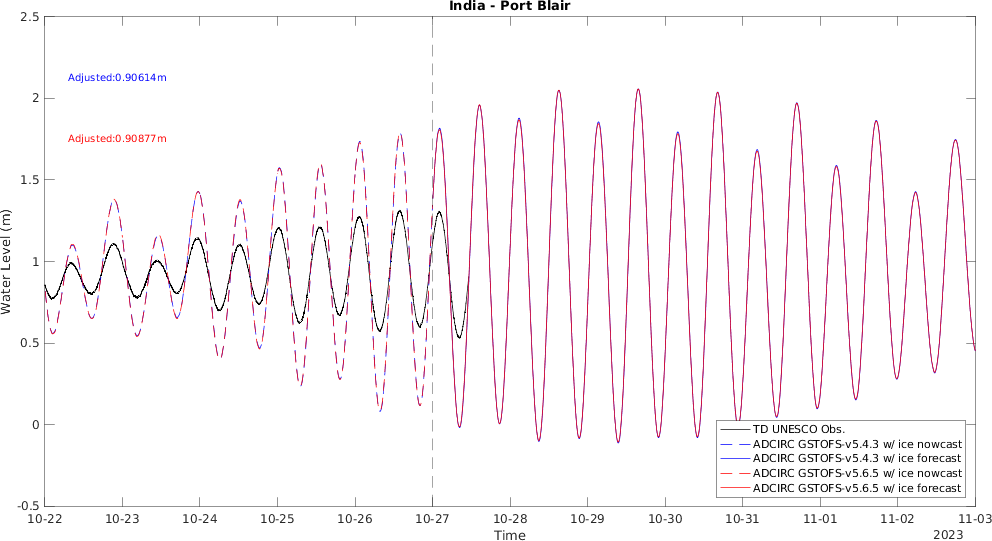 India - Port Blair
2.5
2
1.5
1
0.5
0
-0.5
Water Level (m)
Adjusted:0.90614m
Adjusted:0.90877m
TD UNESCO Obs.
ADCIRC GSTOFS-v5.4.3 w/ ice nowcast
ADCIRC GSTOFS-v5.4.3 w/ ice forecast
ADCIRC GSTOFS-v5.6.5 w/ ice nowcast
ADCIRC GSTOFS-v5.6.5 w/ ice forecast
10-22 10-23 10-24 10-25 10-26 10-27 10-28 10-29 10-30 10-31 11-01 11-02 11-03
Time
2023